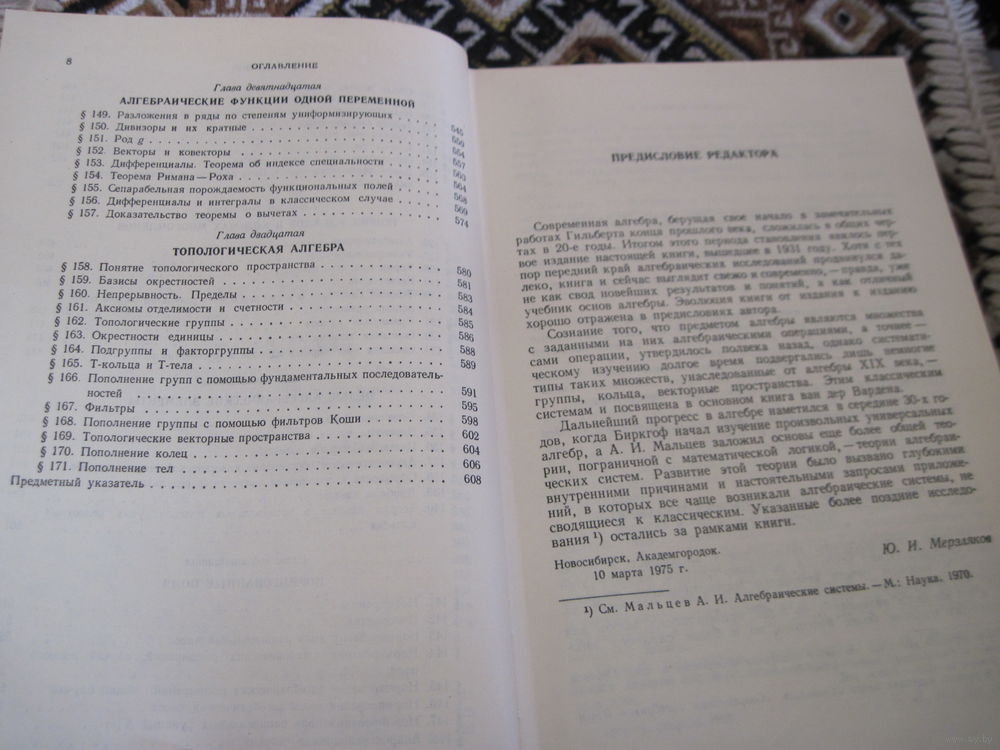 8
ОГЛАВЛЕНИЕ
Глава девятнадцатая
АЛГЕБРАИЧЕСКИЕ ФУНКЦИИ ОДНОЙ ПЕРЕМЕННОЙ
§ 149. Разложения в ряды по степеням униформизирующих . . . . 545
§ 150. Дивизоры и их кратные . . . . 550
§ 151. Род g . . . . 554
§ 152. Векторы и ковекторы . . . . 557
§ 153. Дифференциалы. Теорема об индексе специальности . . . . 560
§ 154. Теорема Римана — Роха . . . . 564
§ 155. Сепарабельная порождаемость функциональных полей . . . . 568
§ 156. Дифференциалы и интегралы в классическом случае . . . . 569
§ 157. Доказательство теоремы о вычетах . . . . 574
Глава двадцатая
ТОПОЛОГИЧЕСКАЯ АЛГЕБРА
§ 158. Понятие топологического пространства . . . . 580
§ 159. Базисы окрестностей . . . . 581
§ 160. Непрерывность. Пределы . . . . 583
§ 161. Аксиомы отделимости и счетности . . . . 584
§ 162. Топологические группы . . . . 585
§ 163. Окрестности единицы . . . . 586
§ 164. Подгруппы и факторгруппы . . . . 588
§ 165. Т-кольца и Т-тела . . . . 589
§ 166. Пополнение групп с помощью фундаментальных последователь-
ностей . . . . 591
§ 167. Фильтры . . . . 595
§ 168. Пополнение группы с помощью фильтров Коши . . . . 598
§ 169. Топологические векторные пространства . . . . 602
§ 170. Пополнение колец . . . . 604
§ 171. Пополнение тел . . . . 606
Предметный указатель . . . . 608
ПРЕДИСЛОВИЕ РЕДАКТОРА
Современная алгебра, берущая свое начало в замечательных
работах Гильберта конца прошлого века, сложилась в общих чер-
тах в 20-е годы. Итогом этого периода становления явилось пер-
вое издание настоящей книги, вышедшее в 1931 году. Хотя с тех
пор передний край алгебраических исследований продвинулся да-
леко, книга и сейчас выглядит свежо и современно, — правда, уже
не как свод новейших результатов и понятий, а как отличный
учебник основ алгебры. Эволюция книги от издания к изданию
хорошо отражена в предисловиях автора.
Сознание того, что предметом алгебры являются множества
с заданными на них алгебраическими операциями, а точнее —
сами операции, утвердилось полвека назад, однако системати-
ческому изучению долгое время подвергались лишь немногие
типы таких множеств, унаследованные от алгебры XIX века, —
группы, кольца, векторные пространства. Этим классическим
системам и посвящена в основном книга ван дер Вардена.
Дальнейший прогресс в алгебре наметился в середине 30-х го-
дов, когда Биркгоф начал изучение произвольных универсальных
алгебр, а А. И. Мальцев заложил основы еще более общей тео-
рии, пограничной с математической логикой, — теории алгебраи-
ческих систем. Развитие этой теории было вызвано глубокими
внутренними причинами и настоятельными запросами приложе-
ний, в которых все чаще возникали алгебраические системы, не
сводящиеся к классическим. Указанные более поздние исследо-
вания ¹) остались за рамками книги.
Новосибирск, Академгородок.
10 марта 1975 г.
Ю. И. Мерзляков
¹) См. Мальцев А. И. Алгебраические системы. — М.: Наука, 1970.